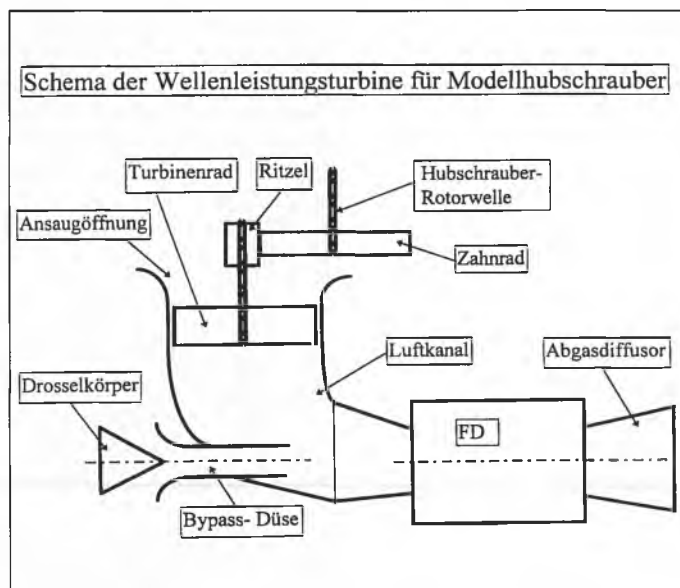 Schema der Wellenleistungsturbine für Modellhubschrauber
Turbinenrad
Ritzel
Hubschrauber-
Rotorwelle
Ansaugöffnung
Zahnrad
Luftkanal
Abgasdiffusor
Drosselkörper
FD
Bypass- Düse